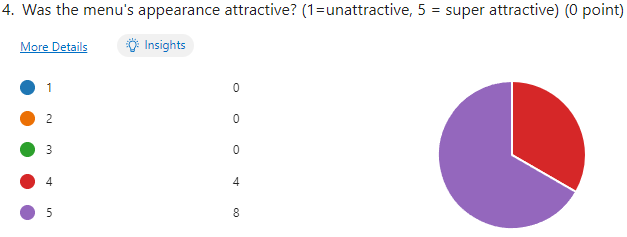 4. Was the menu's appearance attractive? (1=unattractive, 5 = super attractive) (0 point)
More Details Insights
1 0
2 0
3 0
4 4
5 8